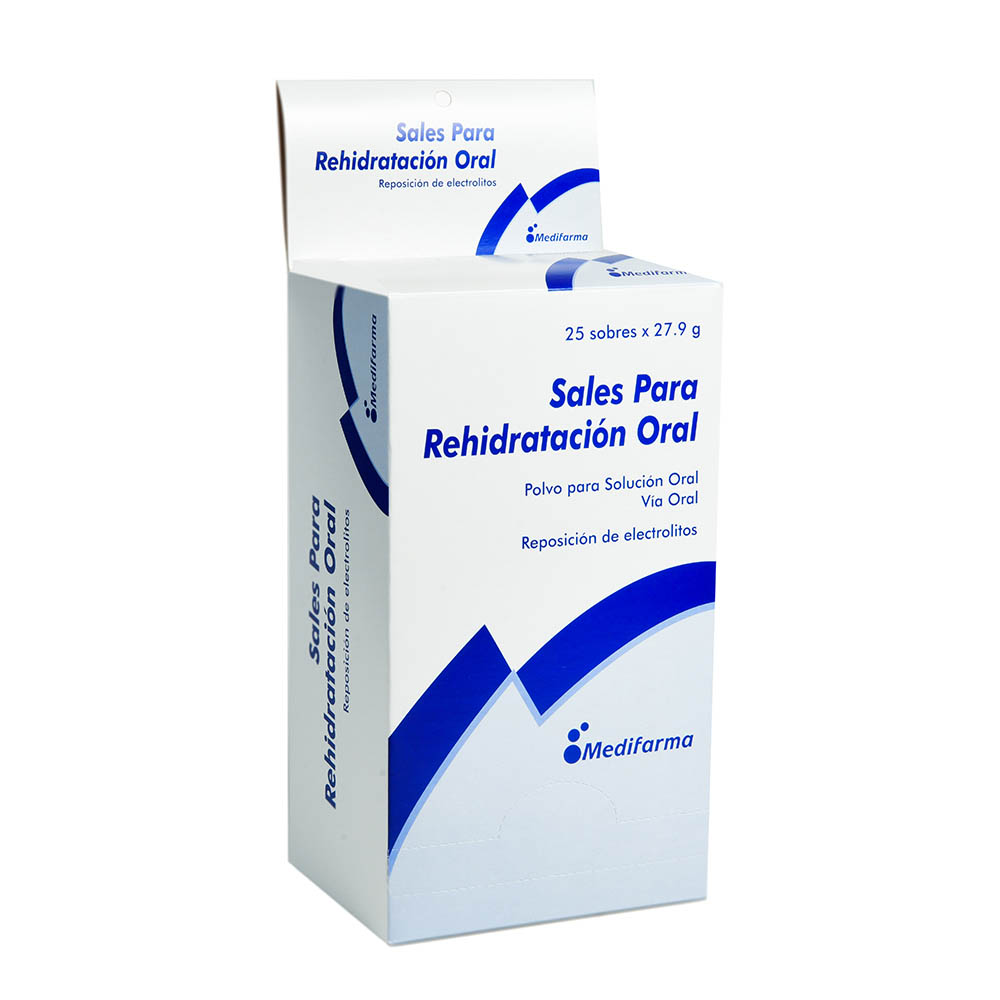 Sales Para
Rehidratación Oral
Reposición de electrolitos
Medifarma
Medifarma
25 sobres x 27.9 g
Sales Para
Rehidratación Oral
Polvo para Solución Oral
Vía Oral
Reposición de electrolitos
Medifarma
Medifarma
Sales Para
Rehidratación Oral
Reposición de electrolitos